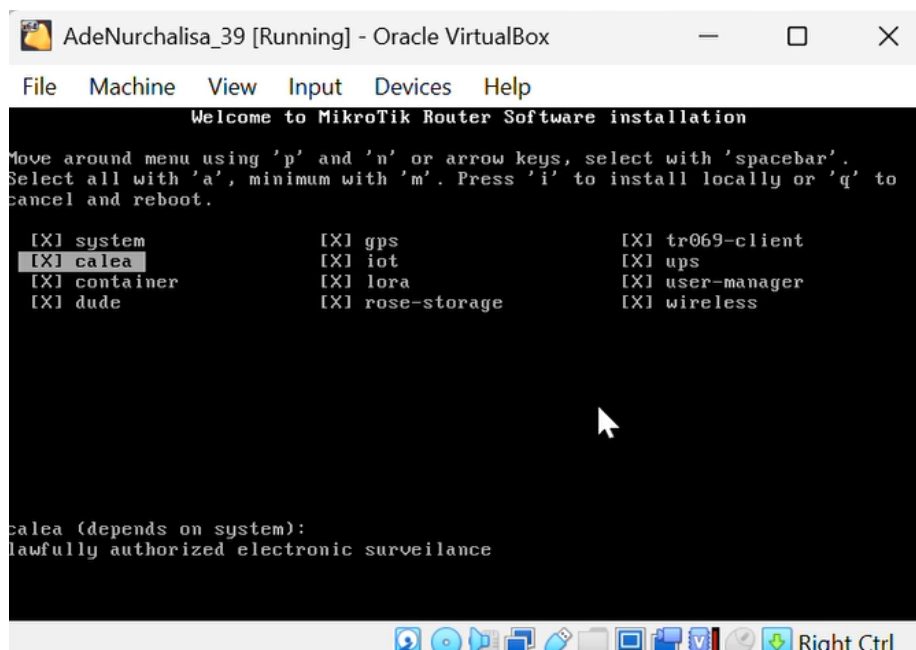 AdeNurchalisa_39 [Running] - Oracle VirtualBox
File Machine View Input Devices Help
Welcome to MikroTik Router Software installation
Move around menu using 'p' and 'n' or arrow keys, select with 'spacebar'.
Select all with 'a', minimum with 'm'. Press 'i' to install locally or 'q' to
cancel and reboot.
[X] system [X] gps [X] tr069-client
[X] calea [X] iot [X] ups
[X] container [X] lora [X] user-manager
[X] dude [X] rose-storage [X] wireless
calea (depends on system):
lawfully authorized electronic surveilance
Right Ctrl